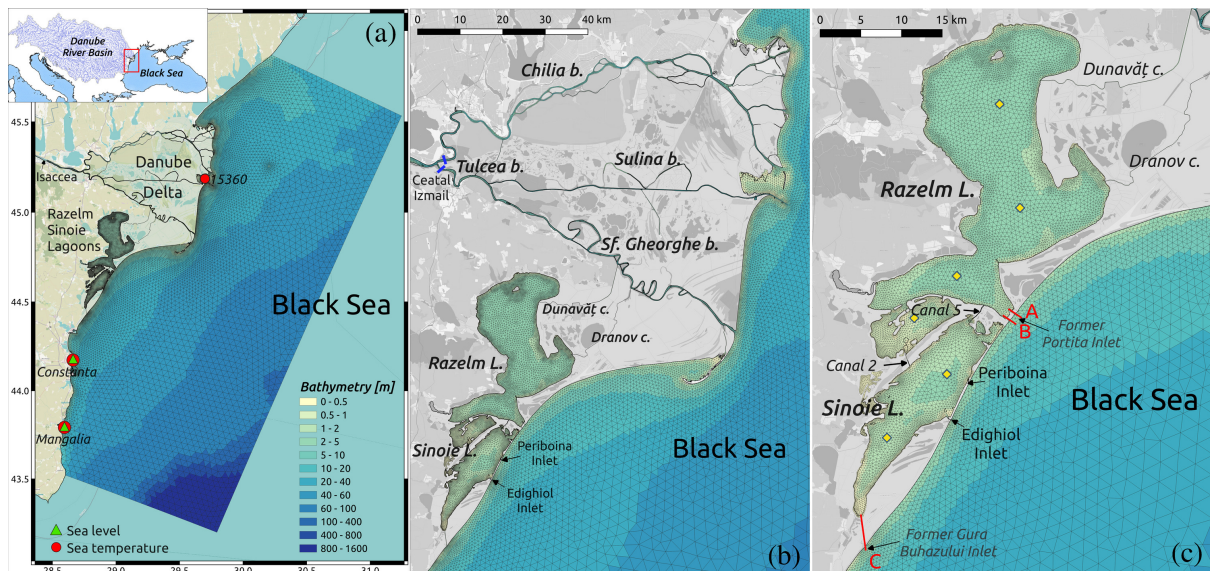 Danube
River Basin
Black Sea
(a)
45.5
45.0
44.5
44.0
43.5
Isaccea
Danube
Delta
15360
Razelm
Sinoie
Lagoons
Black Sea
Constanta
Mangalia
Bathymetry [m]
0 - 0.5
0.5 - 1
1 - 2
2 - 5
5 - 10
10 - 20
20 - 40
40 - 60
60 - 100
100 - 400
400 - 800
800 - 1600
Sea level
Sea temperature
28.5
29.0
29.5
30.0
30.5
31.0
0 10 20 30 40 km
Chilia b.
Tulcea b.
Ceatal
Izmail
Sulina b.
Sf. Gheorghe b.
Dunavăţ c.
Dranov c.
Razelm L.
Sinoie L.
Periboina
Inlet
Edighiol
Inlet
Black Sea
(b)
0 5 10 15 km
Dunavăţ c.
Dranov c.
Razelm L.
Canal 5
A
B
Former
Portita Inlet
Canal 2
Periboina
Inlet
Sinoie L.
Edighiol
Inlet
Black Sea
C
Former Gura
Buhazului Inlet
(c)